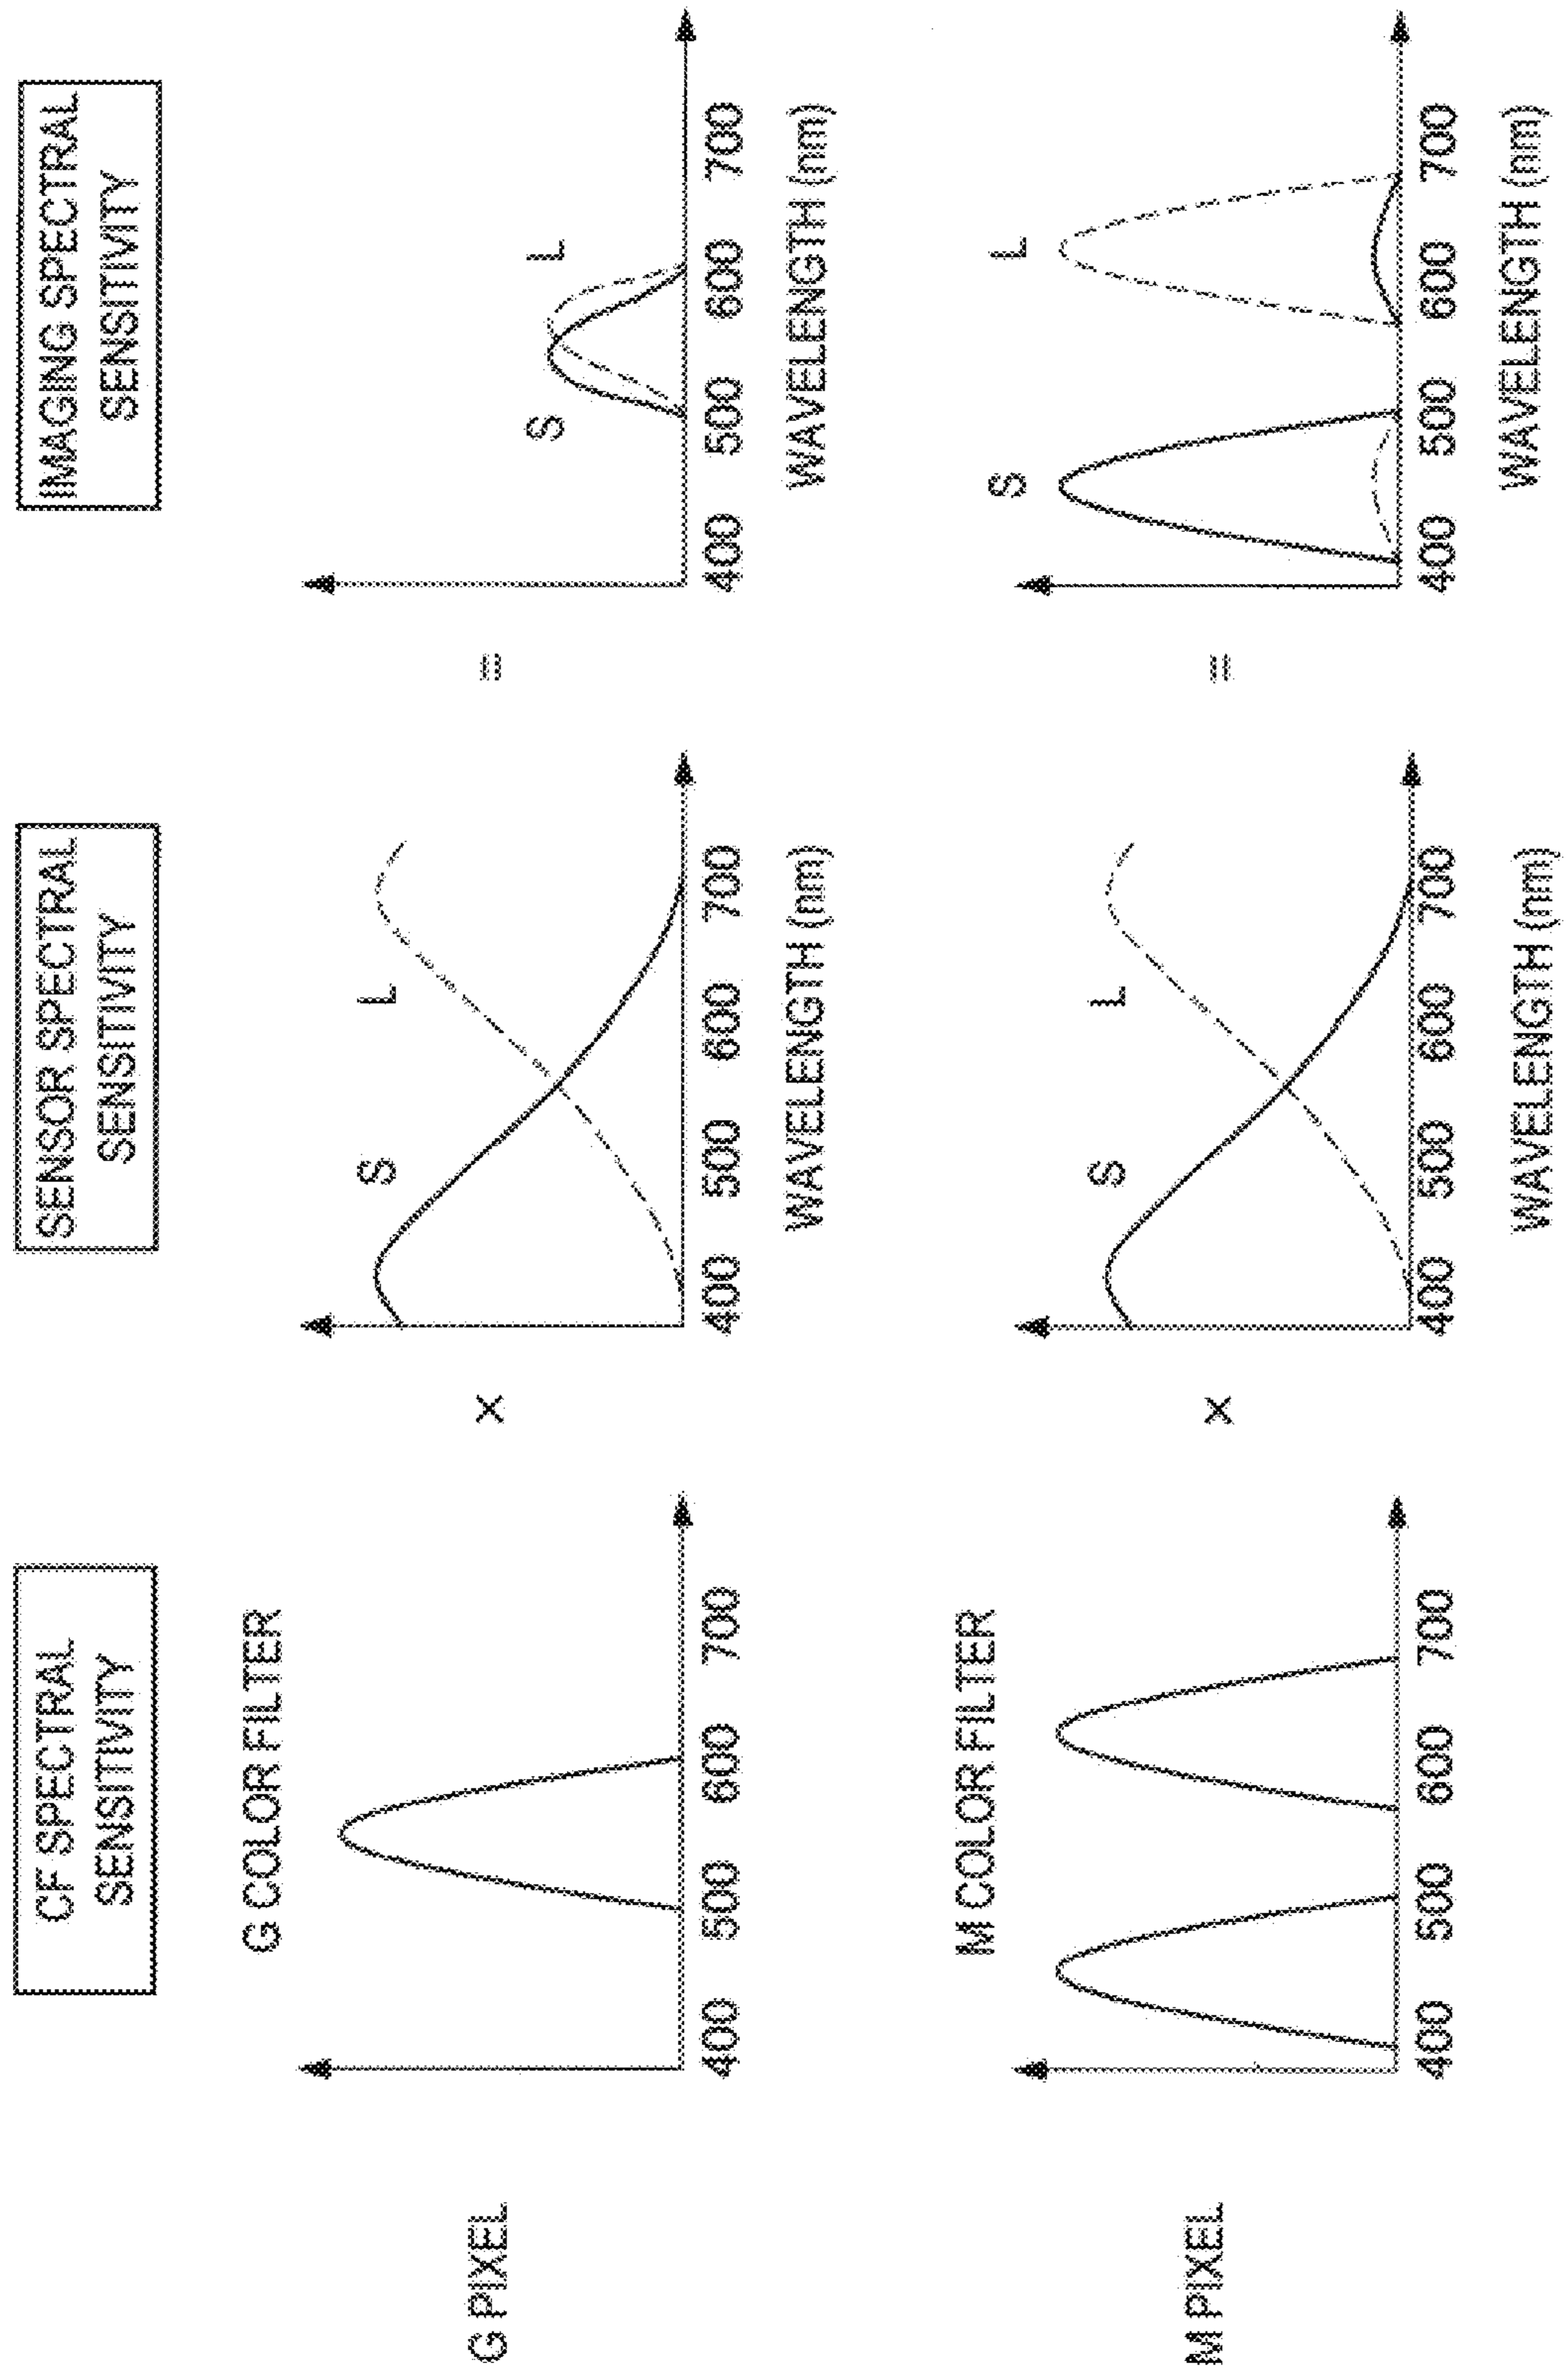 CF SPECTRAL
SENSITIVITY
SENSOR SPECTRAL
SENSITIVITY
IMAGING SPECTRAL
SENSITIVITY
G COLOR FILTER
G PIXEL
400 500 600 700
×
S L
400 500 600 700
WAVELENGTH (nm)
=
S L
400 500 600 700
WAVELENGTH (nm)
M COLOR FILTER
M PIXEL
400 500 600 700
×
S L
400 500 600 700
WAVELENGTH (nm)
=
S L
400 500 600 700
WAVELENGTH (nm)